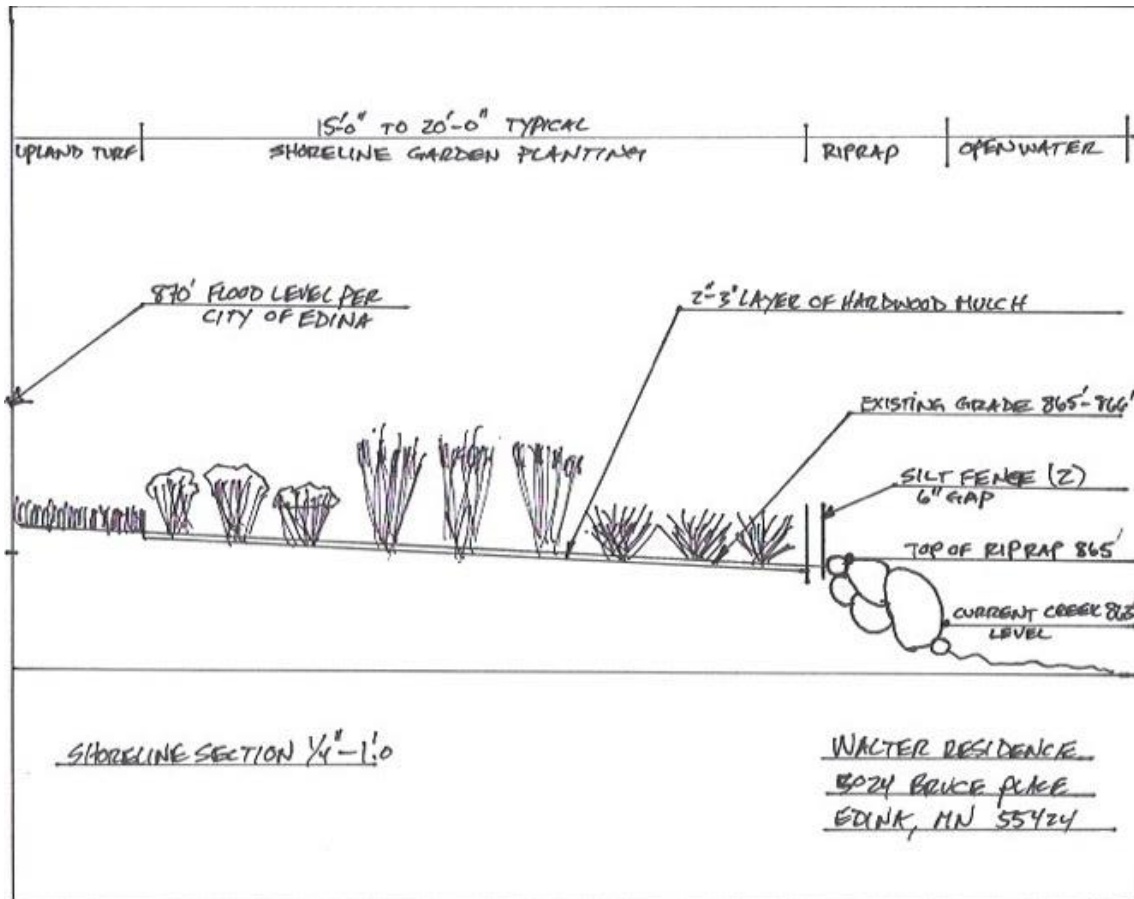 15'-0" TO 20'-0" TYPICAL
UPLAND TURF
SHORELINE GARDEN PLANTING
RIPRAP
OPEN WATER
870' FLOOD LEVEL PER
CITY OF EDINA
2"-3" LAYER OF HARDWOOD MULCH
EXISTING GRADE 865'-866'
SILT FENCE (2)
6" GAP
TOP OF RIPRAP 865'
CURRENT CREEK 863'
LEVEL
SHORELINE SECTION 1/4"-1'.0
WALTER RESIDENCE
BRUCE PLACE
EDINA, MN 55424